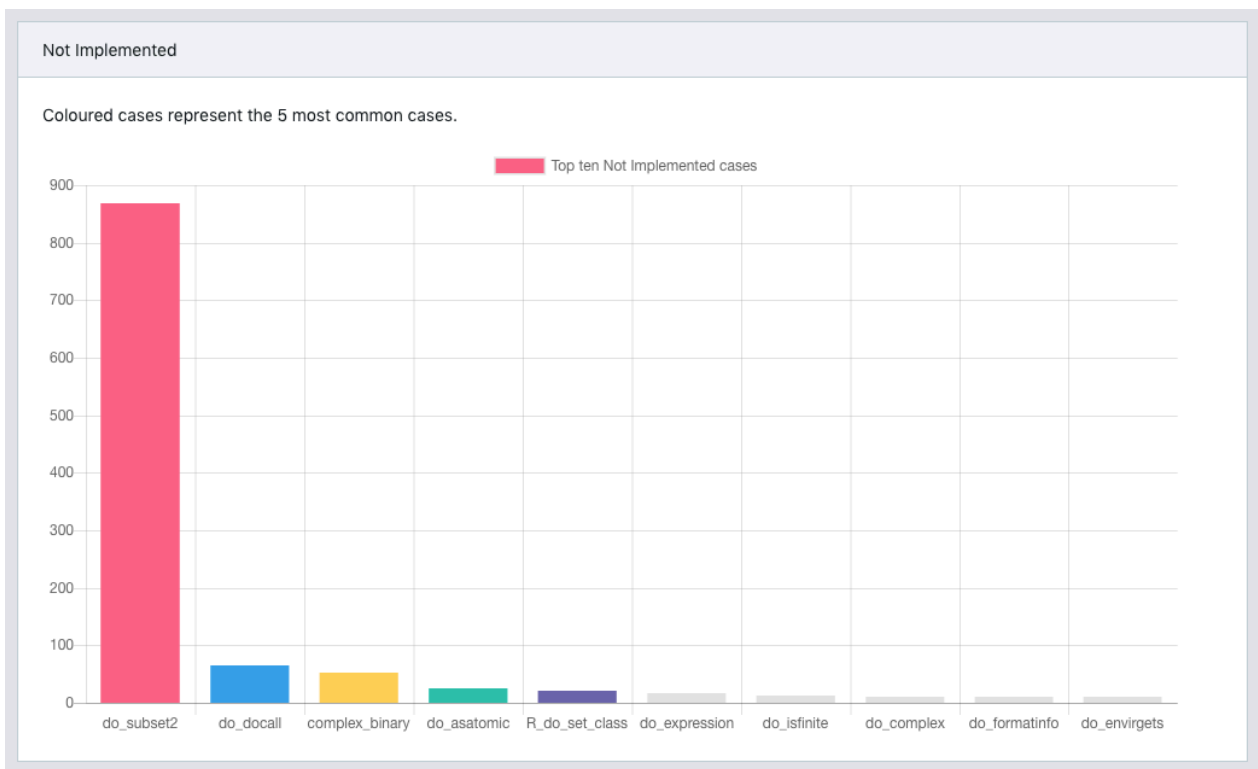 Not Implemented
Coloured cases represent the 5 most common cases.
Top ten Not Implemented cases
900
800
700
600
500
400
300
200
100
0
do_subset2 do_docall complex_binary do_asatomic R_do_set_class do_expression do_isfinite do_complex do_formatinfo do_envirgets